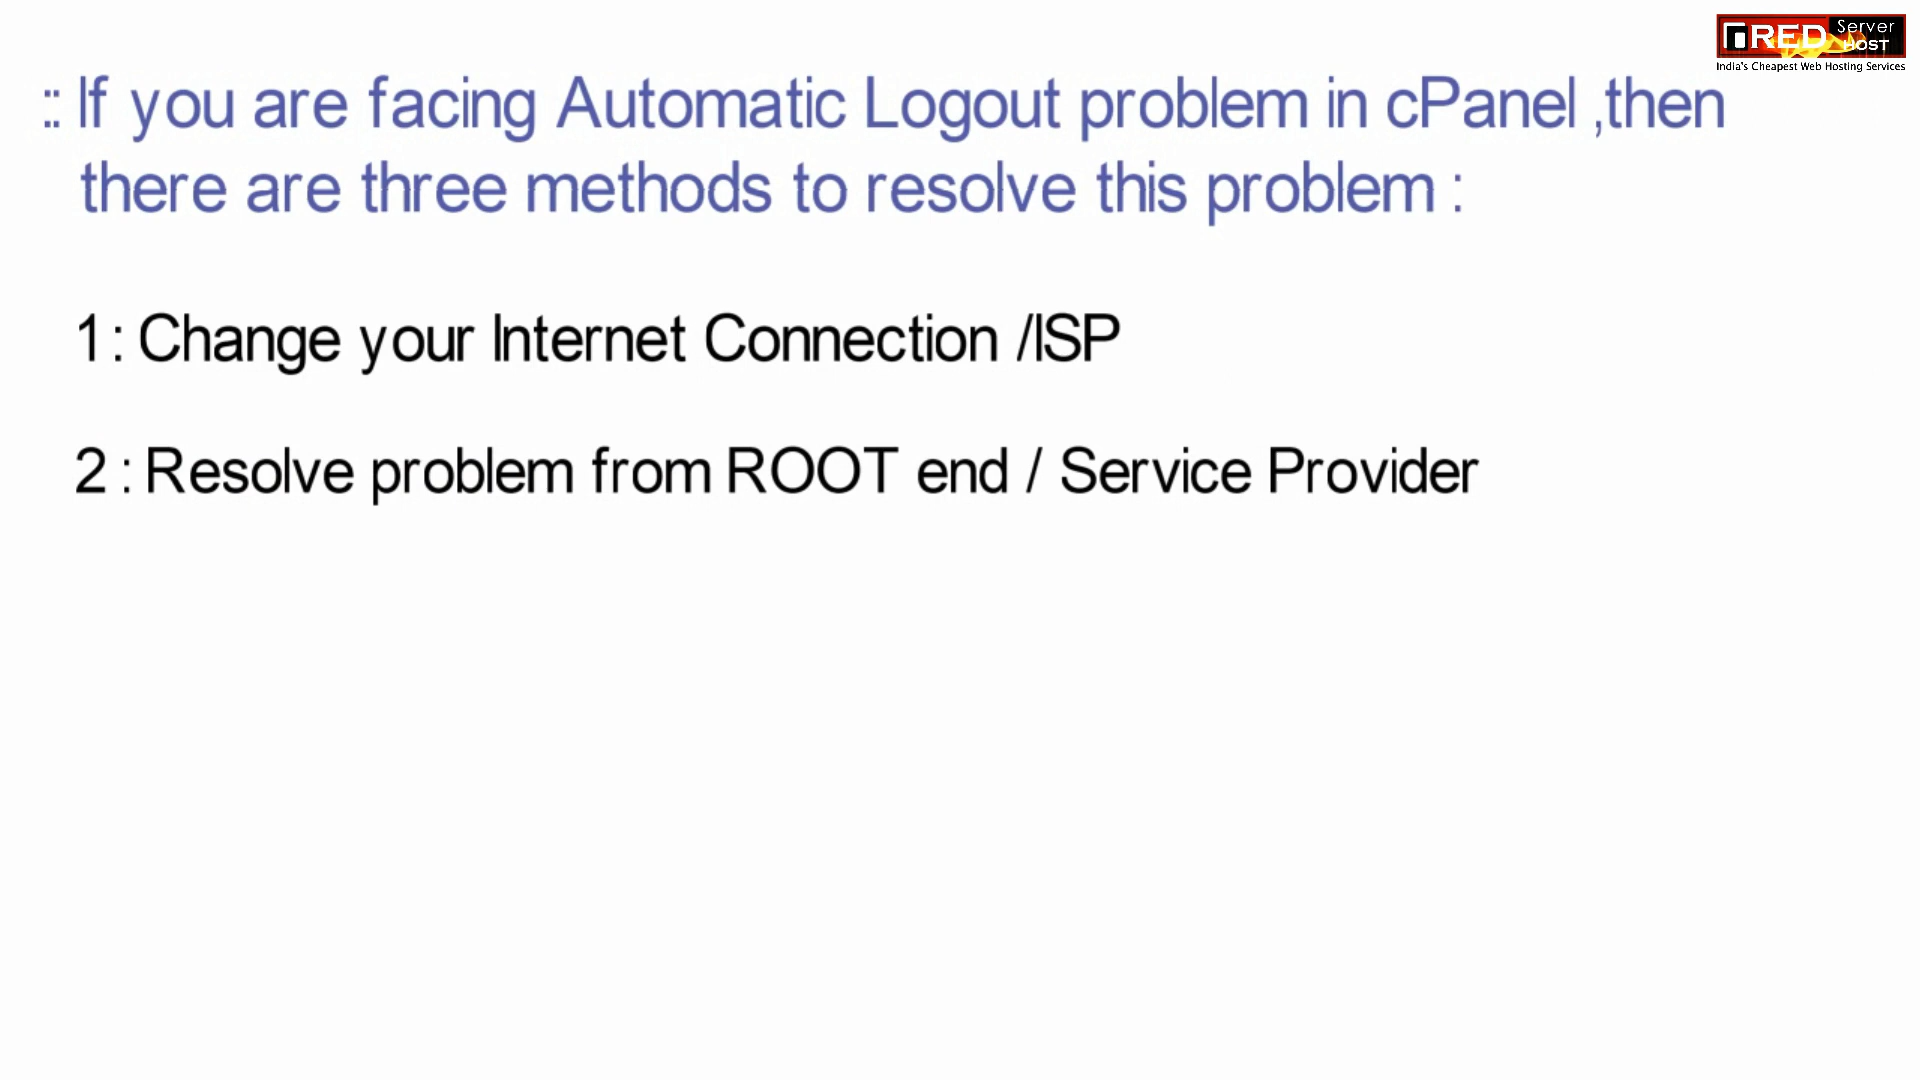 RED Server
HOST
India's Cheapest Web Hosting Services
:: If you are facing Automatic Logout problem in cPanel ,then
there are three methods to resolve this problem :
1 : Change your Internet Connection /ISP
2 : Resolve problem from ROOT end / Service Provider